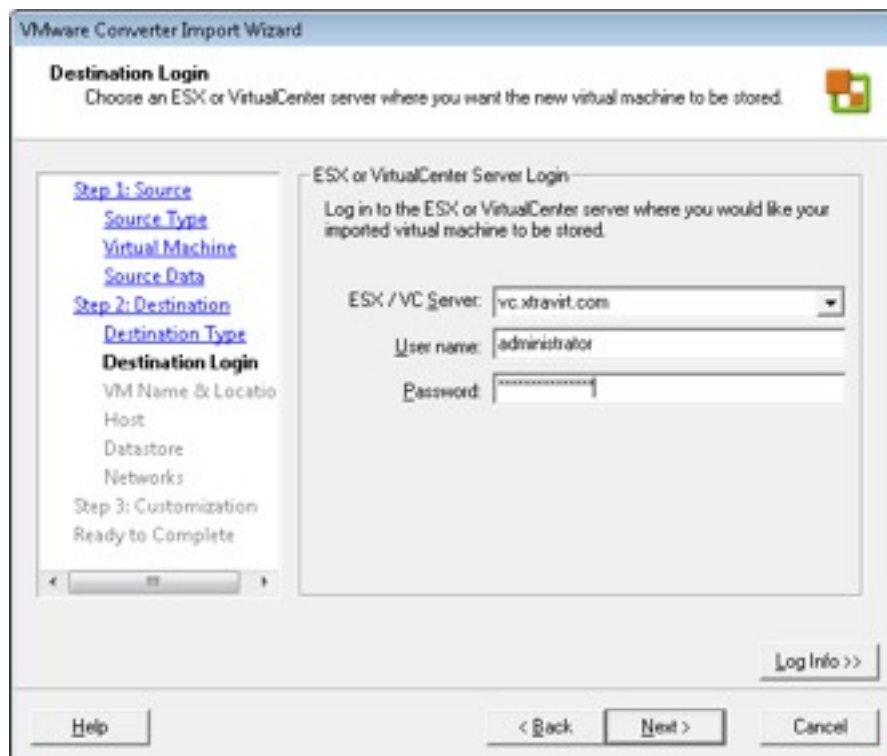 VMware Converter Import Wizard
Destination Login
Choose an ESX or VirtualCenter server where you want the new virtual machine to be stored.
Step 1: Source
Source Type
Virtual Machine
Source Data
Step 2: Destination
Destination Type
Destination Login
VM Name & Locatio
Host
Datastore
Networks
Step 3: Customization
Ready to Complete
ESX or VirtualCenter Server Login
Log in to the ESX or VirtualCenter server where you would like your
imported virtual machine to be stored.
ESX / VC Server: vc.xtravirt.com
User name: administrator
Password:
Log Info >>
Help
< Back
Next >
Cancel